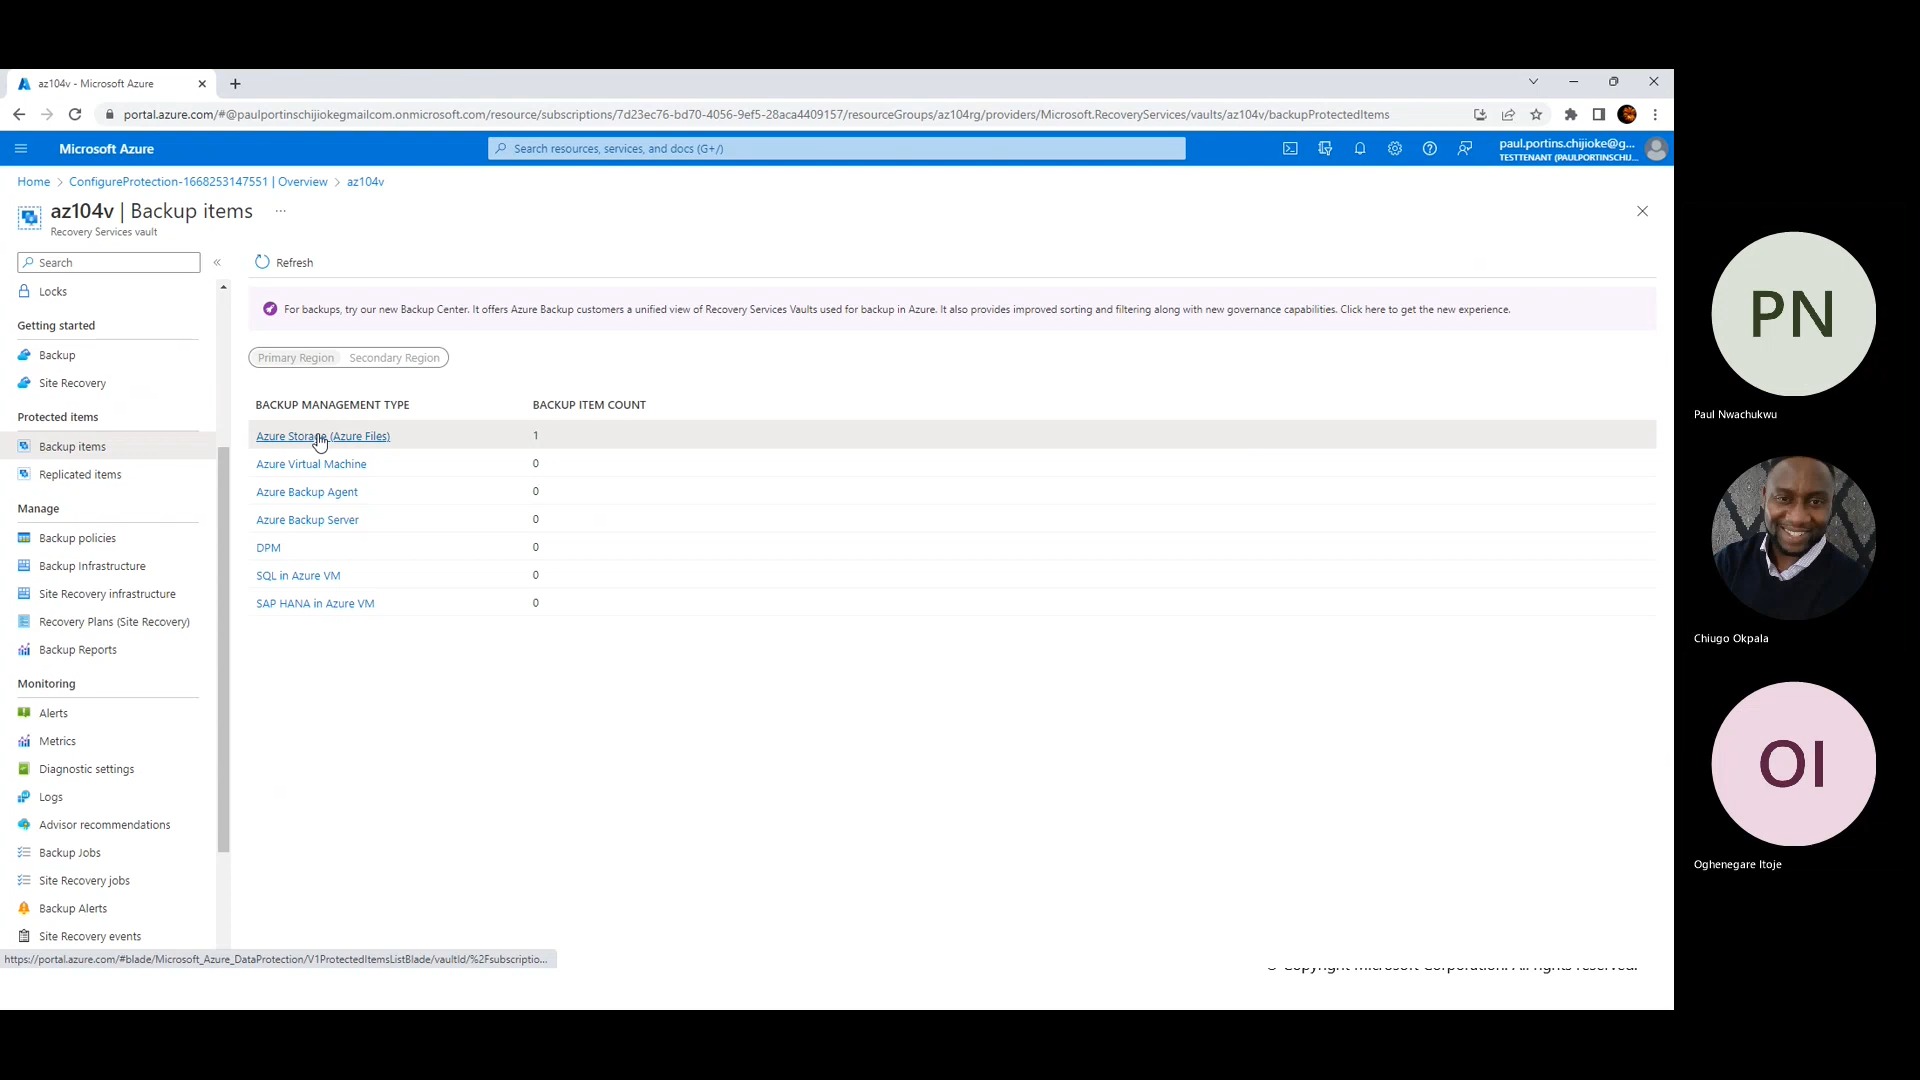 az104v - Microsoft Azure
portal.azure.com/#@paulportinschijiokegmailcom.onmicrosoft.com/resource/subscriptions/7d23ec76-bd70-4056-9ef5-28aca4409157/resourceGroups/az104rg/providers/Microsoft.RecoveryServices/vaults/az104v/backupProtectedItems
Microsoft Azure
Search resources, services, and docs (G+/)
paul.portins.chijioke@g...
TESTTENANT (PAULPORTINSCHIJ...
Home > ConfigureProtection-1668253147551 | Overview > az104v
az104v | Backup items ...
Recovery Services vault
Search
«
Refresh
For backups, try our new Backup Center. It offers Azure Backup customers a unified view of Recovery Services Vaults used for backup in Azure. It also provides improved sorting and filtering along with new governance capabilities. Click here to get the new experience.
Primary Region Secondary Region
BACKUP MANAGEMENT TYPE BACKUP ITEM COUNT
Azure Storage (Azure Files) 1
Azure Virtual Machine 0
Azure Backup Agent 0
Azure Backup Server 0
DPM 0
SQL in Azure VM 0
SAP HANA in Azure VM 0
Locks
Getting started
Backup
Site Recovery
Protected items
Backup items
Replicated items
Manage
Backup policies
Backup Infrastructure
Site Recovery infrastructure
Recovery Plans (Site Recovery)
Backup Reports
Monitoring
Alerts
Metrics
Diagnostic settings
Logs
Advisor recommendations
Backup Jobs
Site Recovery jobs
Backup Alerts
Site Recovery events
https://portal.azure.com/#blade/Microsoft_Azure_DataProtection/V1ProtectedItemsListBlade/vaultId/%2Fsubscriptio...
© Copyright Microsoft Corporation. All rights reserved.
PN
Paul Nwachukwu
Chiugo Okpala
OI
Oghenegare Itoje